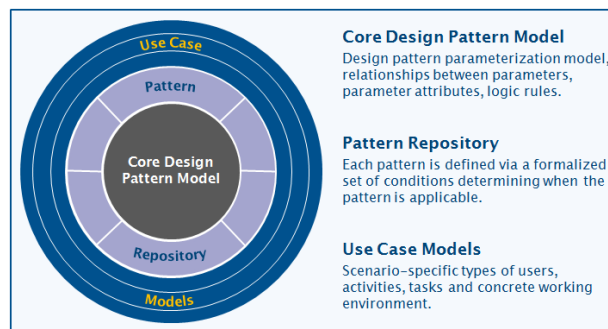 Use Case
Pattern
Core Design
Pattern Model
Repository
Models
Core Design Pattern Model
Design pattern parameterization model,
relationships between parameters,
parameter attributes, logic rules.
Pattern Repository
Each pattern is defined via a formalized
set of conditions determining when the
pattern is applicable.
Use Case Models
Scenario-specific types of users,
activities, tasks and concrete working
environment.